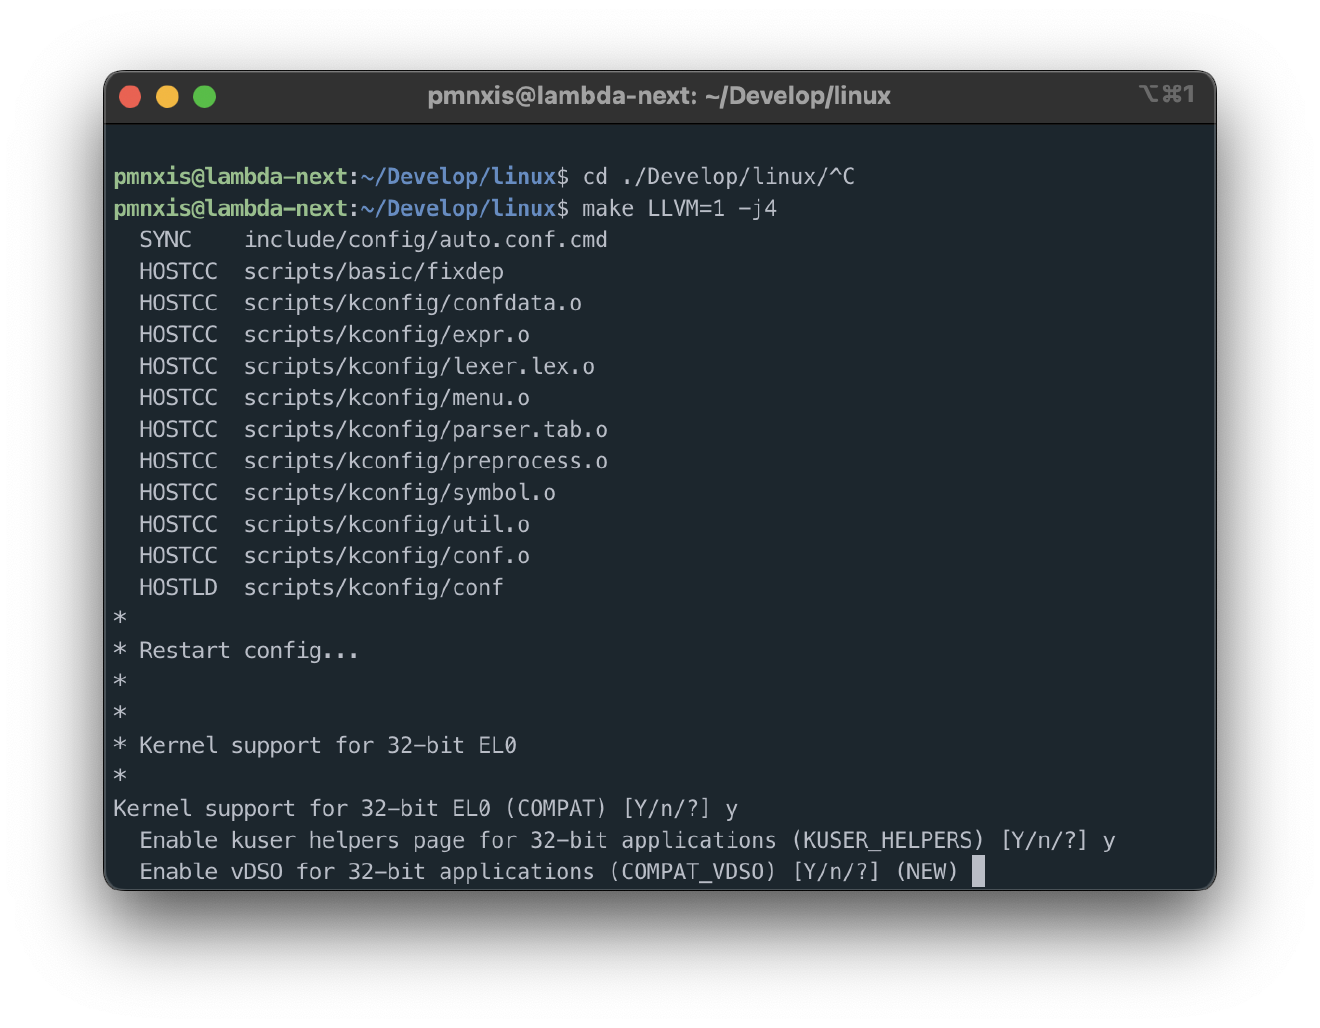 pmnxis@lambda-next: ~/Develop/linux
⌥⌘1
pmnxis@lambda-next:~/Develop/linux$ cd ./Develop/linux/^C
pmnxis@lambda-next:~/Develop/linux$ make LLVM=1 -j4
  SYNC    include/config/auto.conf.cmd
  HOSTCC  scripts/basic/fixdep
  HOSTCC  scripts/kconfig/confdata.o
  HOSTCC  scripts/kconfig/expr.o
  HOSTCC  scripts/kconfig/lexer.lex.o
  HOSTCC  scripts/kconfig/menu.o
  HOSTCC  scripts/kconfig/parser.tab.o
  HOSTCC  scripts/kconfig/preprocess.o
  HOSTCC  scripts/kconfig/symbol.o
  HOSTCC  scripts/kconfig/util.o
  HOSTCC  scripts/kconfig/conf.o
  HOSTLD  scripts/kconfig/conf
*
* Restart config...
*
*
* Kernel support for 32-bit EL0
*
Kernel support for 32-bit EL0 (COMPAT) [Y/n/?] y
  Enable kuser helpers page for 32-bit applications (KUSER_HELPERS) [Y/n/?] y
  Enable vDSO for 32-bit applications (COMPAT_VDSO) [Y/n/?] (NEW)